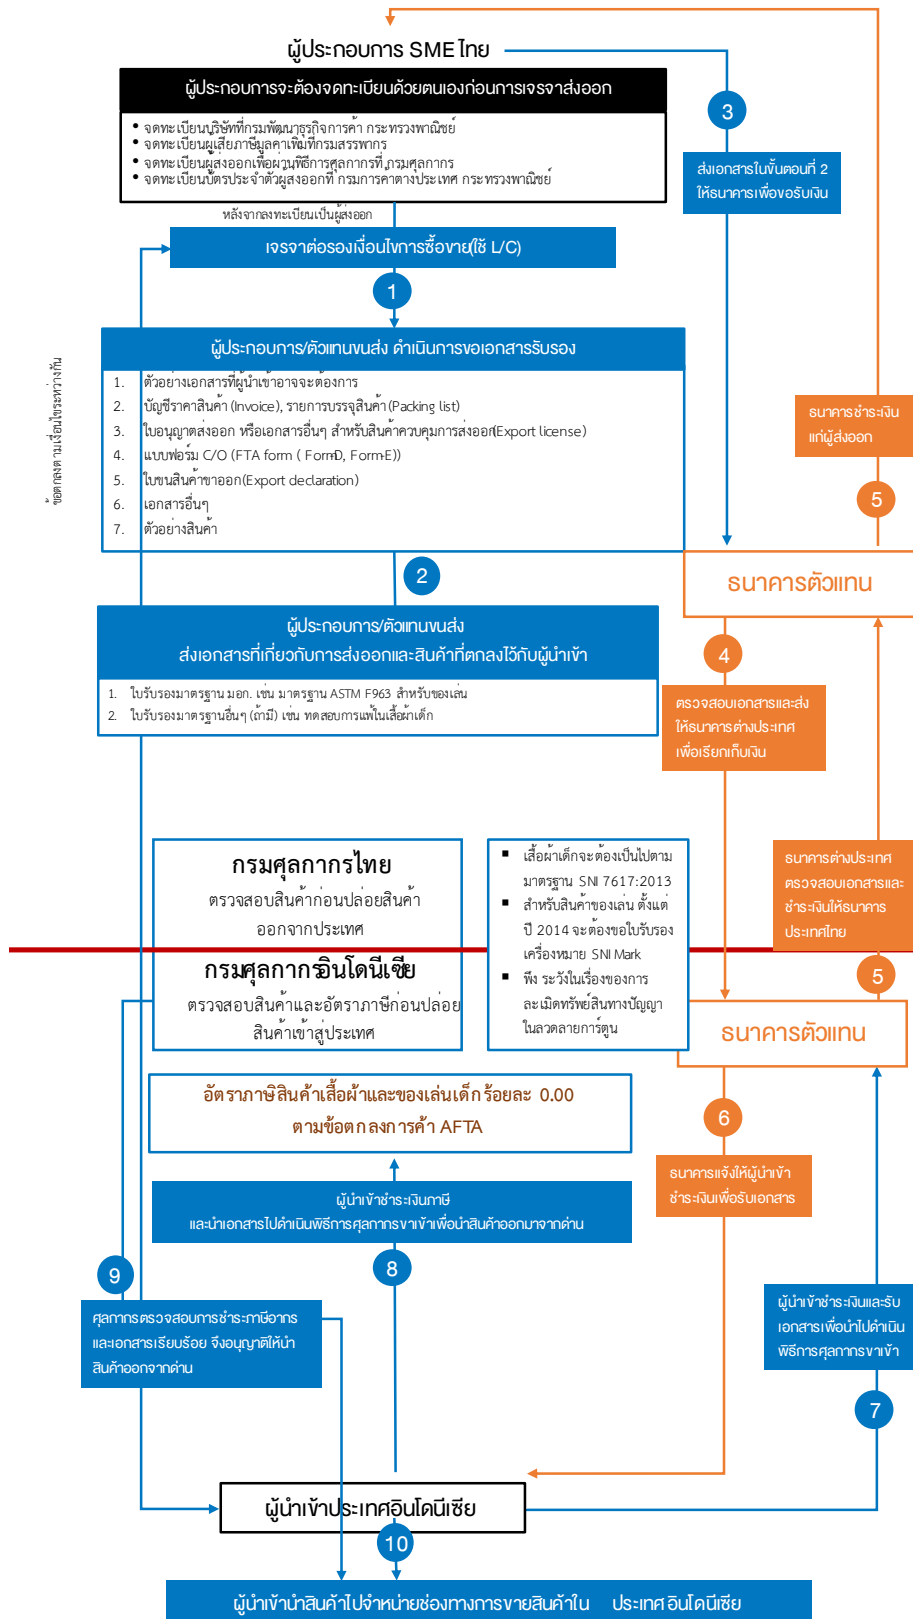 ผู้ประกอบการ SME ไทย
ผู้ประกอบการจะต้องจดทะเบียนด้วยตนเองก่อนการเจรจาส่งออก
• จดทะเบียนบริษัทที่กรมพัฒนาธุรกิจการค้า กระทรวงพาณิชย์
• จดทะเบียนผู้เสียภาษีมูลค่าเพิ่มที่กรมสรรพากร
• จดทะเบียนผู้ส่งออกเพื่อผ่านพิธีการศุลกากรที่ กรมศุลกากร
• จดทะเบียนบัตรประจำตัวผู้ส่งออกที่ กรมการค้าต่างประเทศ กระทรวงพาณิชย์
3
ส่งเอกสารในขั้นตอนที่ 2
ให้ธนาคารเพื่อขอรับเงิน
หลังจากลงทะเบียนเป็นผู้ส่งออก
เจรจาต่อรองเงื่อนไขการซื้อขาย(ใช้ L/C)
1
ผู้ประกอบการ/ตัวแทนขนส่ง ดำเนินการขอเอกสารรับรอง
1. ตัวอย่างเอกสารที่ผู้นำเข้าอาจจะต้องการ
2. บัญชีราคาสินค้า (Invoice), รายการบรรจุสินค้า (Packing list)
3. ใบอนุญาตส่งออก หรือเอกสารอื่นๆ สำหรับสินค้าควบคุมการส่งออก(Export license)
4. แบบฟอร์ม C/O (FTA form ( Form-D, Form-E))
5. ใบขนสินค้าขาออก(Export declaration)
6. เอกสารอื่นๆ
7. ตัวอย่างสินค้า
ข้อตกลงตามเงื่อนไขระหว่างกัน
ธนาคารชำระเงิน
แก่ผู้ส่งออก
5
2
ธนาคารตัวแทน
ผู้ประกอบการ/ตัวแทนขนส่ง
ส่งเอกสารที่เกี่ยวกับการส่งออกและสินค้าที่ตกลงไว้กับผู้นำเข้า
1. ใบรับรองมาตรฐาน มอก. เช่น มาตรฐาน ASTM F963 สำหรับของเล่น
2. ใบรับรองมาตรฐานอื่นๆ (ถ้ามี) เช่น ทดสอบการแพ้ในเสื้อผ้าเด็ก
4
ตรวจสอบเอกสารและส่ง
ให้ธนาคารต่างประเทศ
เพื่อเรียกเก็บเงิน
กรมศุลกากรไทย
ตรวจสอบสินค้าก่อนปล่อยสินค้า
ออกจากประเทศ
กรมศุลกากรอินโดนีเซีย
ตรวจสอบสินค้าและอัตราภาษีก่อนปล่อย
สินค้าเข้าสู่ประเทศ
▪ เสื้อผ้าเด็กจะต้องเป็นไปตาม
มาตรฐาน SNI 7617:2013
▪ สำหรับสินค้าของเล่น ตั้งแต่
ปี 2014 จะต้องขอใบรับรอง
เครื่องหมาย SNI Mark
▪ พึง ระวังในเรื่องของการ
ละเมิดทรัพย์สินทางปัญญา
ในลวดลายการ์ตูน
ธนาคารต่างประเทศ
ตรวจสอบเอกสารและ
ชำระเงินให้ธนาคาร
ประเทศไทย
5
ธนาคารตัวแทน
อัตราภาษีสินค้าเสื้อผ้าและของเล่นเด็ก ร้อยละ 0.00
ตามข้อตกลงการค้า AFTA
6
ธนาคารแจ้งให้ผู้นำเข้า
ชำระเงินเพื่อรับเอกสาร
ผู้นำเข้าชำระเงินภาษี
และนำเอกสารไปดำเนินพิธีการศุลกากรขาเข้าเพื่อนำสินค้าออกมาจากด่าน
9
8
ศุลกากรตรวจสอบการชำระภาษีอากร
และเอกสารเรียบร้อย จึงอนุญาติให้นำ
สินค้าออกจากด่าน
ผู้นำเข้าชำระเงินและรับ
เอกสารเพื่อนำไปดำเนิน
พิธีการศุลกากรขาเข้า
7
ผู้นำเข้าประเทศอินโดนีเซีย
10
ผู้นำเข้านำสินค้าไปจำหน่ายช่องทางการขายสินค้าใน ประเทศอินโดนีเซีย